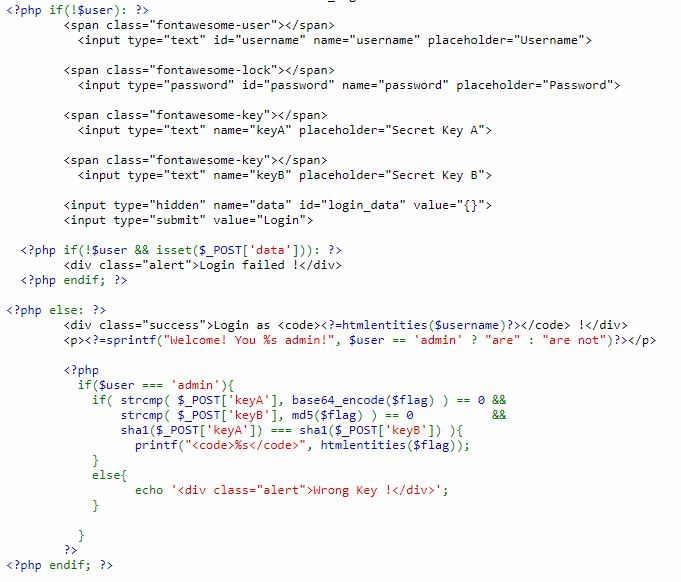 <?php if(!$user): ?>
<span class="fontawesome-user"></span>
<input type="text" id="username" name="username" placeholder="Username">
<span class="fontawesome-lock"></span>
<input type="password" id="password" name="password" placeholder="Password">
<span class="fontawesome-key"></span>
<input type="text" name="keyA" placeholder="Secret Key A">
<span class="fontawesome-key"></span>
<input type="text" name="keyB" placeholder="Secret Key B">
<input type="hidden" name="data" id="login_data" value="{}">
<input type="submit" value="Login">
<?php if(!$user && isset($_POST['data'])): ?>
<div class="alert">Login failed !</div>
<?php endif; ?>
<?php else: ?>
<div class="success">Login as <code><?=htmlentities($username)?></code> !</div>
<p><?=sprintf("Welcome! You %s admin!", $user == 'admin' ? "are" : "are not")?></p>
<?php
if($user === 'admin'){
if( strcmp( $_POST['keyA'], base64_encode($flag) ) == 0 &&
strcmp( $_POST['keyB'], md5($flag) ) == 0 &&
sha1($_POST['keyA']) === sha1($_POST['keyB']) ){
printf("<code>%s</code>", htmlentities($flag));
}
else{
echo '<div class="alert">Wrong Key !</div>';
}
}
?>
<?php endif; ?>